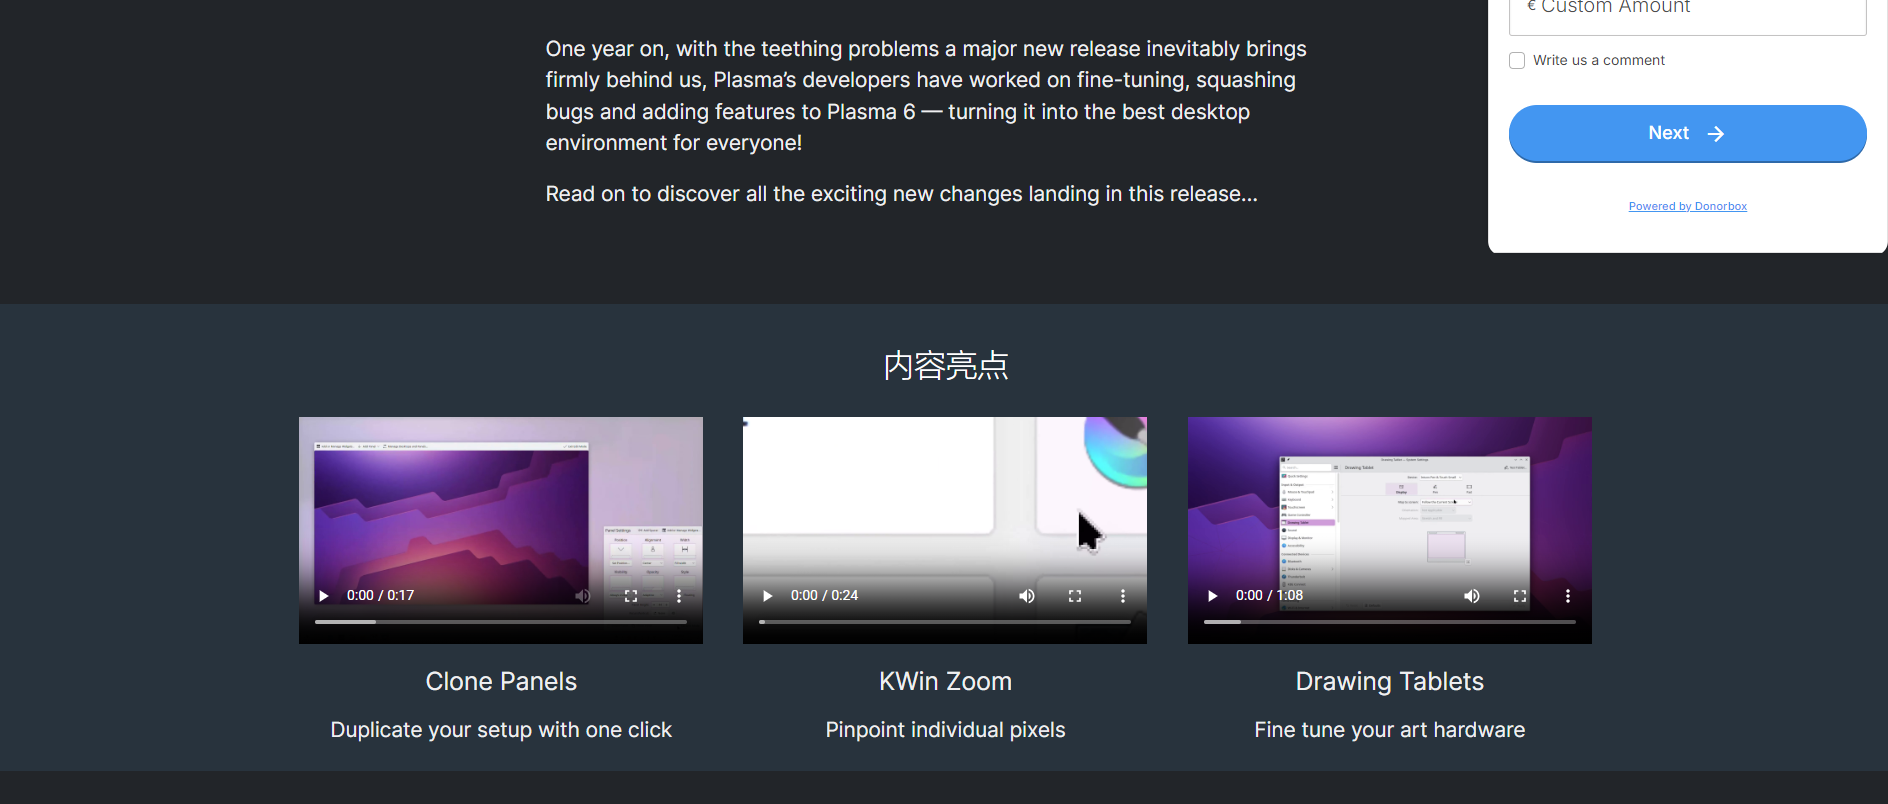 One year on, with the teething problems a major new release inevitably brings
firmly behind us, Plasma’s developers have worked on fine-tuning, squashing
bugs and adding features to Plasma 6 — turning it into the best desktop
environment for everyone!
Read on to discover all the exciting new changes landing in this release...
€ Custom Amount
Write us a comment
Next →
Powered by Donorbox
内容亮点
0:00 / 0:17
Clone Panels
Duplicate your setup with one click
0:00 / 0:24
KWin Zoom
Pinpoint individual pixels
Drawing Tablet
0:00 / 1:08
Drawing Tablets
Fine tune your art hardware